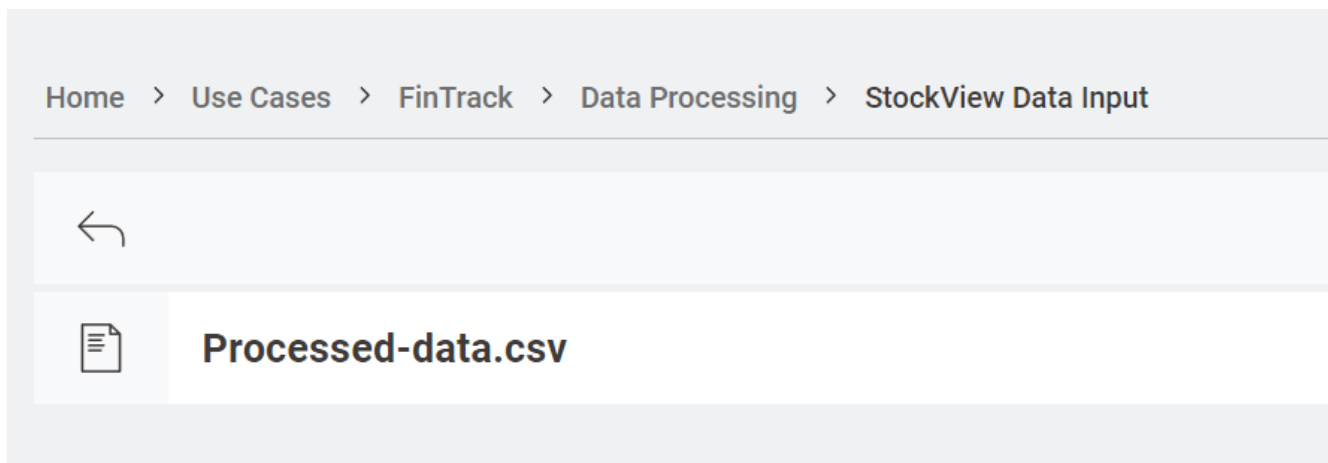 Home > Use Cases > FinTrack > Data Processing > StockView Data Input
Processed-data.csv